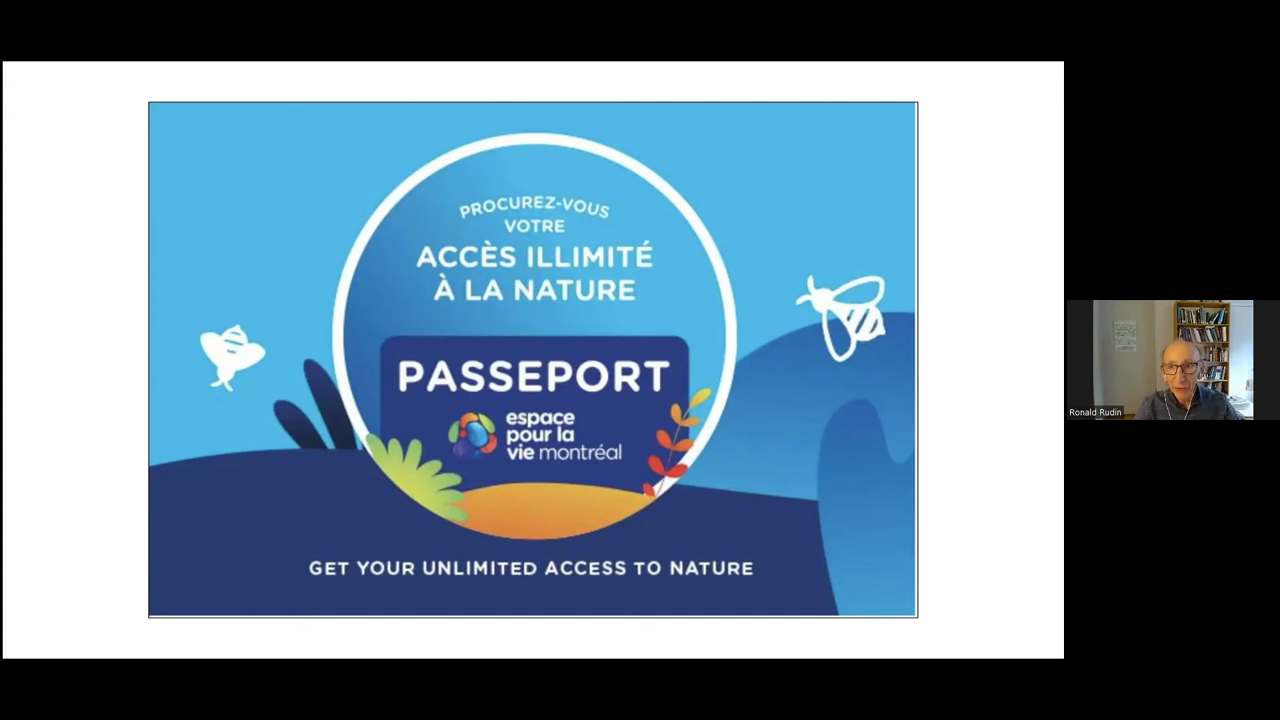 PROCUREZ-VOUS
VOTRE
ACCÈS ILLIMITÉ
À LA NATURE
PASSEPORT
espace
pour la
vie montréal
GET YOUR UNLIMITED ACCESS TO NATURE
Ronald Rudin